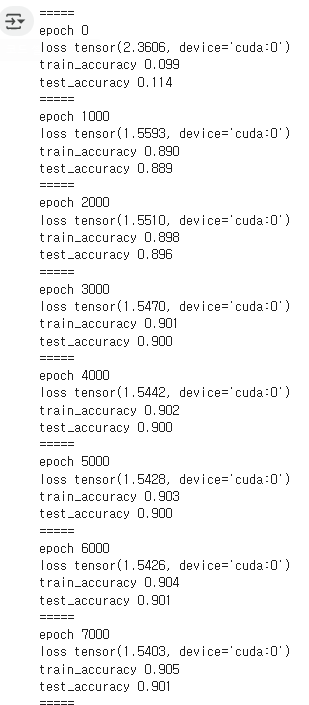 =====
epoch 0
loss tensor(2.3606, device='cuda:0')
train_accuracy 0.099
test_accuracy 0.114
=====
epoch 1000
loss tensor(1.5593, device='cuda:0')
train_accuracy 0.890
test_accuracy 0.889
=====
epoch 2000
loss tensor(1.5510, device='cuda:0')
train_accuracy 0.898
test_accuracy 0.896
=====
epoch 3000
loss tensor(1.5470, device='cuda:0')
train_accuracy 0.901
test_accuracy 0.900
=====
epoch 4000
loss tensor(1.5442, device='cuda:0')
train_accuracy 0.902
test_accuracy 0.900
=====
epoch 5000
loss tensor(1.5428, device='cuda:0')
train_accuracy 0.903
test_accuracy 0.900
=====
epoch 6000
loss tensor(1.5426, device='cuda:0')
train_accuracy 0.904
test_accuracy 0.901
=====
epoch 7000
loss tensor(1.5403, device='cuda:0')
train_accuracy 0.905
test_accuracy 0.901
=====